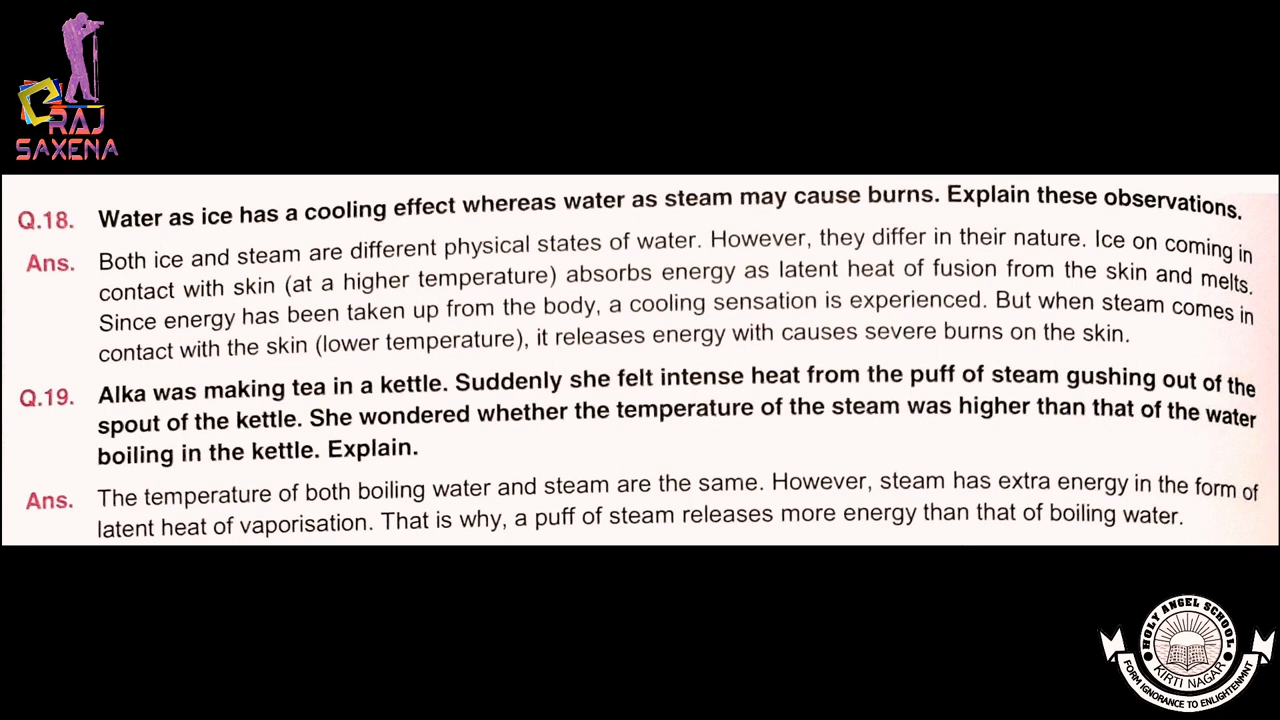 RAJ
SAXENA
Q.18. Water as ice has a cooling effect whereas water as steam may cause burns. Explain these observations.
Ans. Both ice and steam are different physical states of water. However, they differ in their nature. Ice on coming in
contact with skin (at a higher temperature) absorbs energy as latent heat of fusion from the skin and melts.
Since energy has been taken up from the body, a cooling sensation is experienced. But when steam comes in
contact with the skin (lower temperature), it releases energy with causes severe burns on the skin.
Q.19. Alka was making tea in a kettle. Suddenly she felt intense heat from the puff of steam gushing out of the
spout of the kettle. She wondered whether the temperature of the steam was higher than that of the water
boiling in the kettle. Explain.
Ans. The temperature of both boiling water and steam are the same. However, steam has extra energy in the form of
latent heat of vaporisation. That is why, a puff of steam releases more energy than that of boiling water.
HOLY ANGEL SCHOOL
KIRTI NAGAR
FORM IGNORANCE TO ENLIGHTENMNT